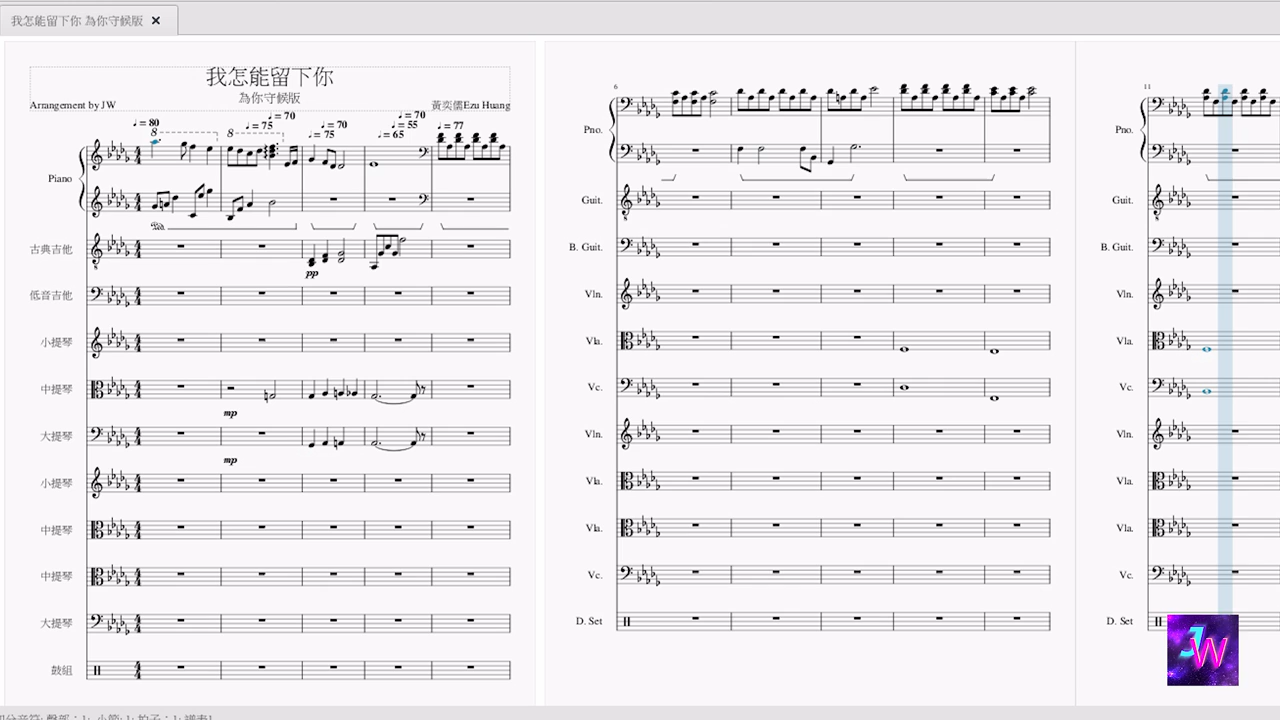 我怎能留下你 為你守候版 ×
我怎能留下你
為你守候版
Arrangement by JW
黃奕儒Ezu Huang
♩= 80
♩= 75
♩= 70
♩= 75
♩= 70
♩= 65
♩= 55
♩= 70
♩= 77
8
8
Piano
古典吉他
pp
低音吉他
小提琴
中提琴
mp
大提琴
mp
小提琴
中提琴
中提琴
大提琴
鼓組
6
Pno.
Guit.
B. Guit.
Vln.
Vla.
Vc.
Vln.
Vla.
Vla.
Vc.
D. Set
11
Pno.
Guit.
B. Guit.
Vln.
Vla.
Vc.
Vln.
Vla.
Vla.
Vc.
D. Set
JW